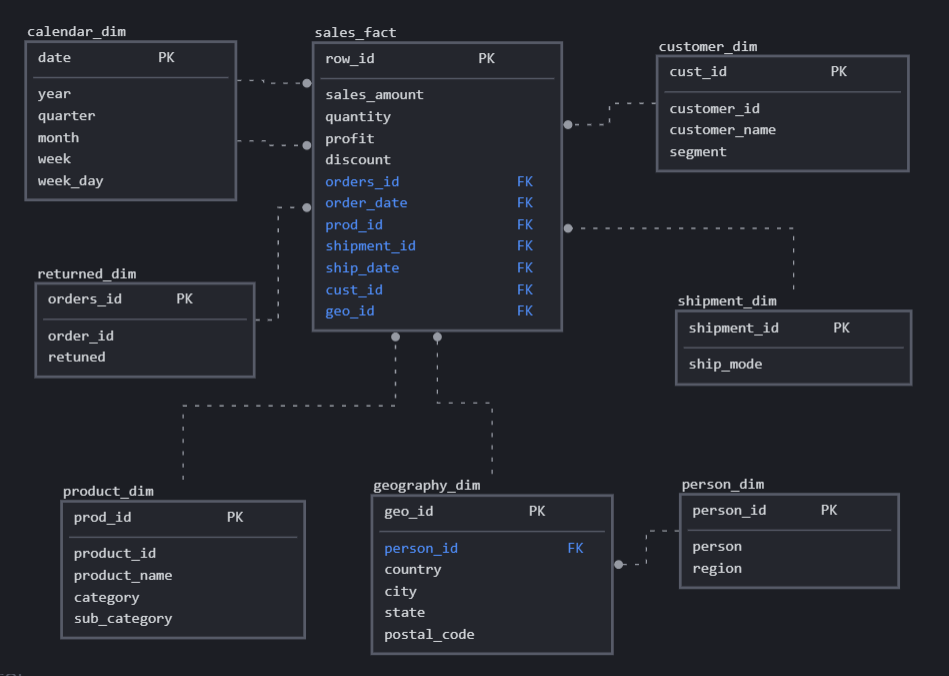 calendar_dim
date PK
year
quarter
month
week
week_day
sales_fact
row_id PK
sales_amount
quantity
profit
discount
orders_id FK
order_date FK
prod_id FK
shipment_id FK
ship_date FK
cust_id FK
geo_id FK
customer_dim
cust_id PK
customer_id
customer_name
segment
returned_dim
orders_id PK
order_id
retuned
shipment_dim
shipment_id PK
ship_mode
product_dim
prod_id PK
product_id
product_name
category
sub_category
geography_dim
geo_id PK
person_id FK
country
city
state
postal_code
person_dim
person_id PK
person
region